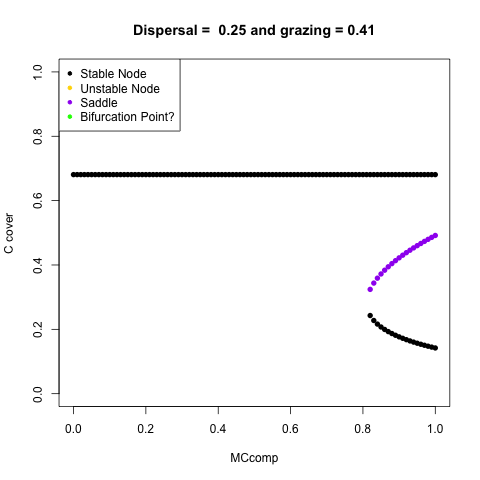 Dispersal =  0.25 and grazing = 0.41
Stable Node
Unstable Node
Saddle
Bifurcation Point?
C cover
1.0
0.8
0.6
0.4
0.2
0.0
0.0 0.2 0.4 0.6 0.8 1.0
MCcomp